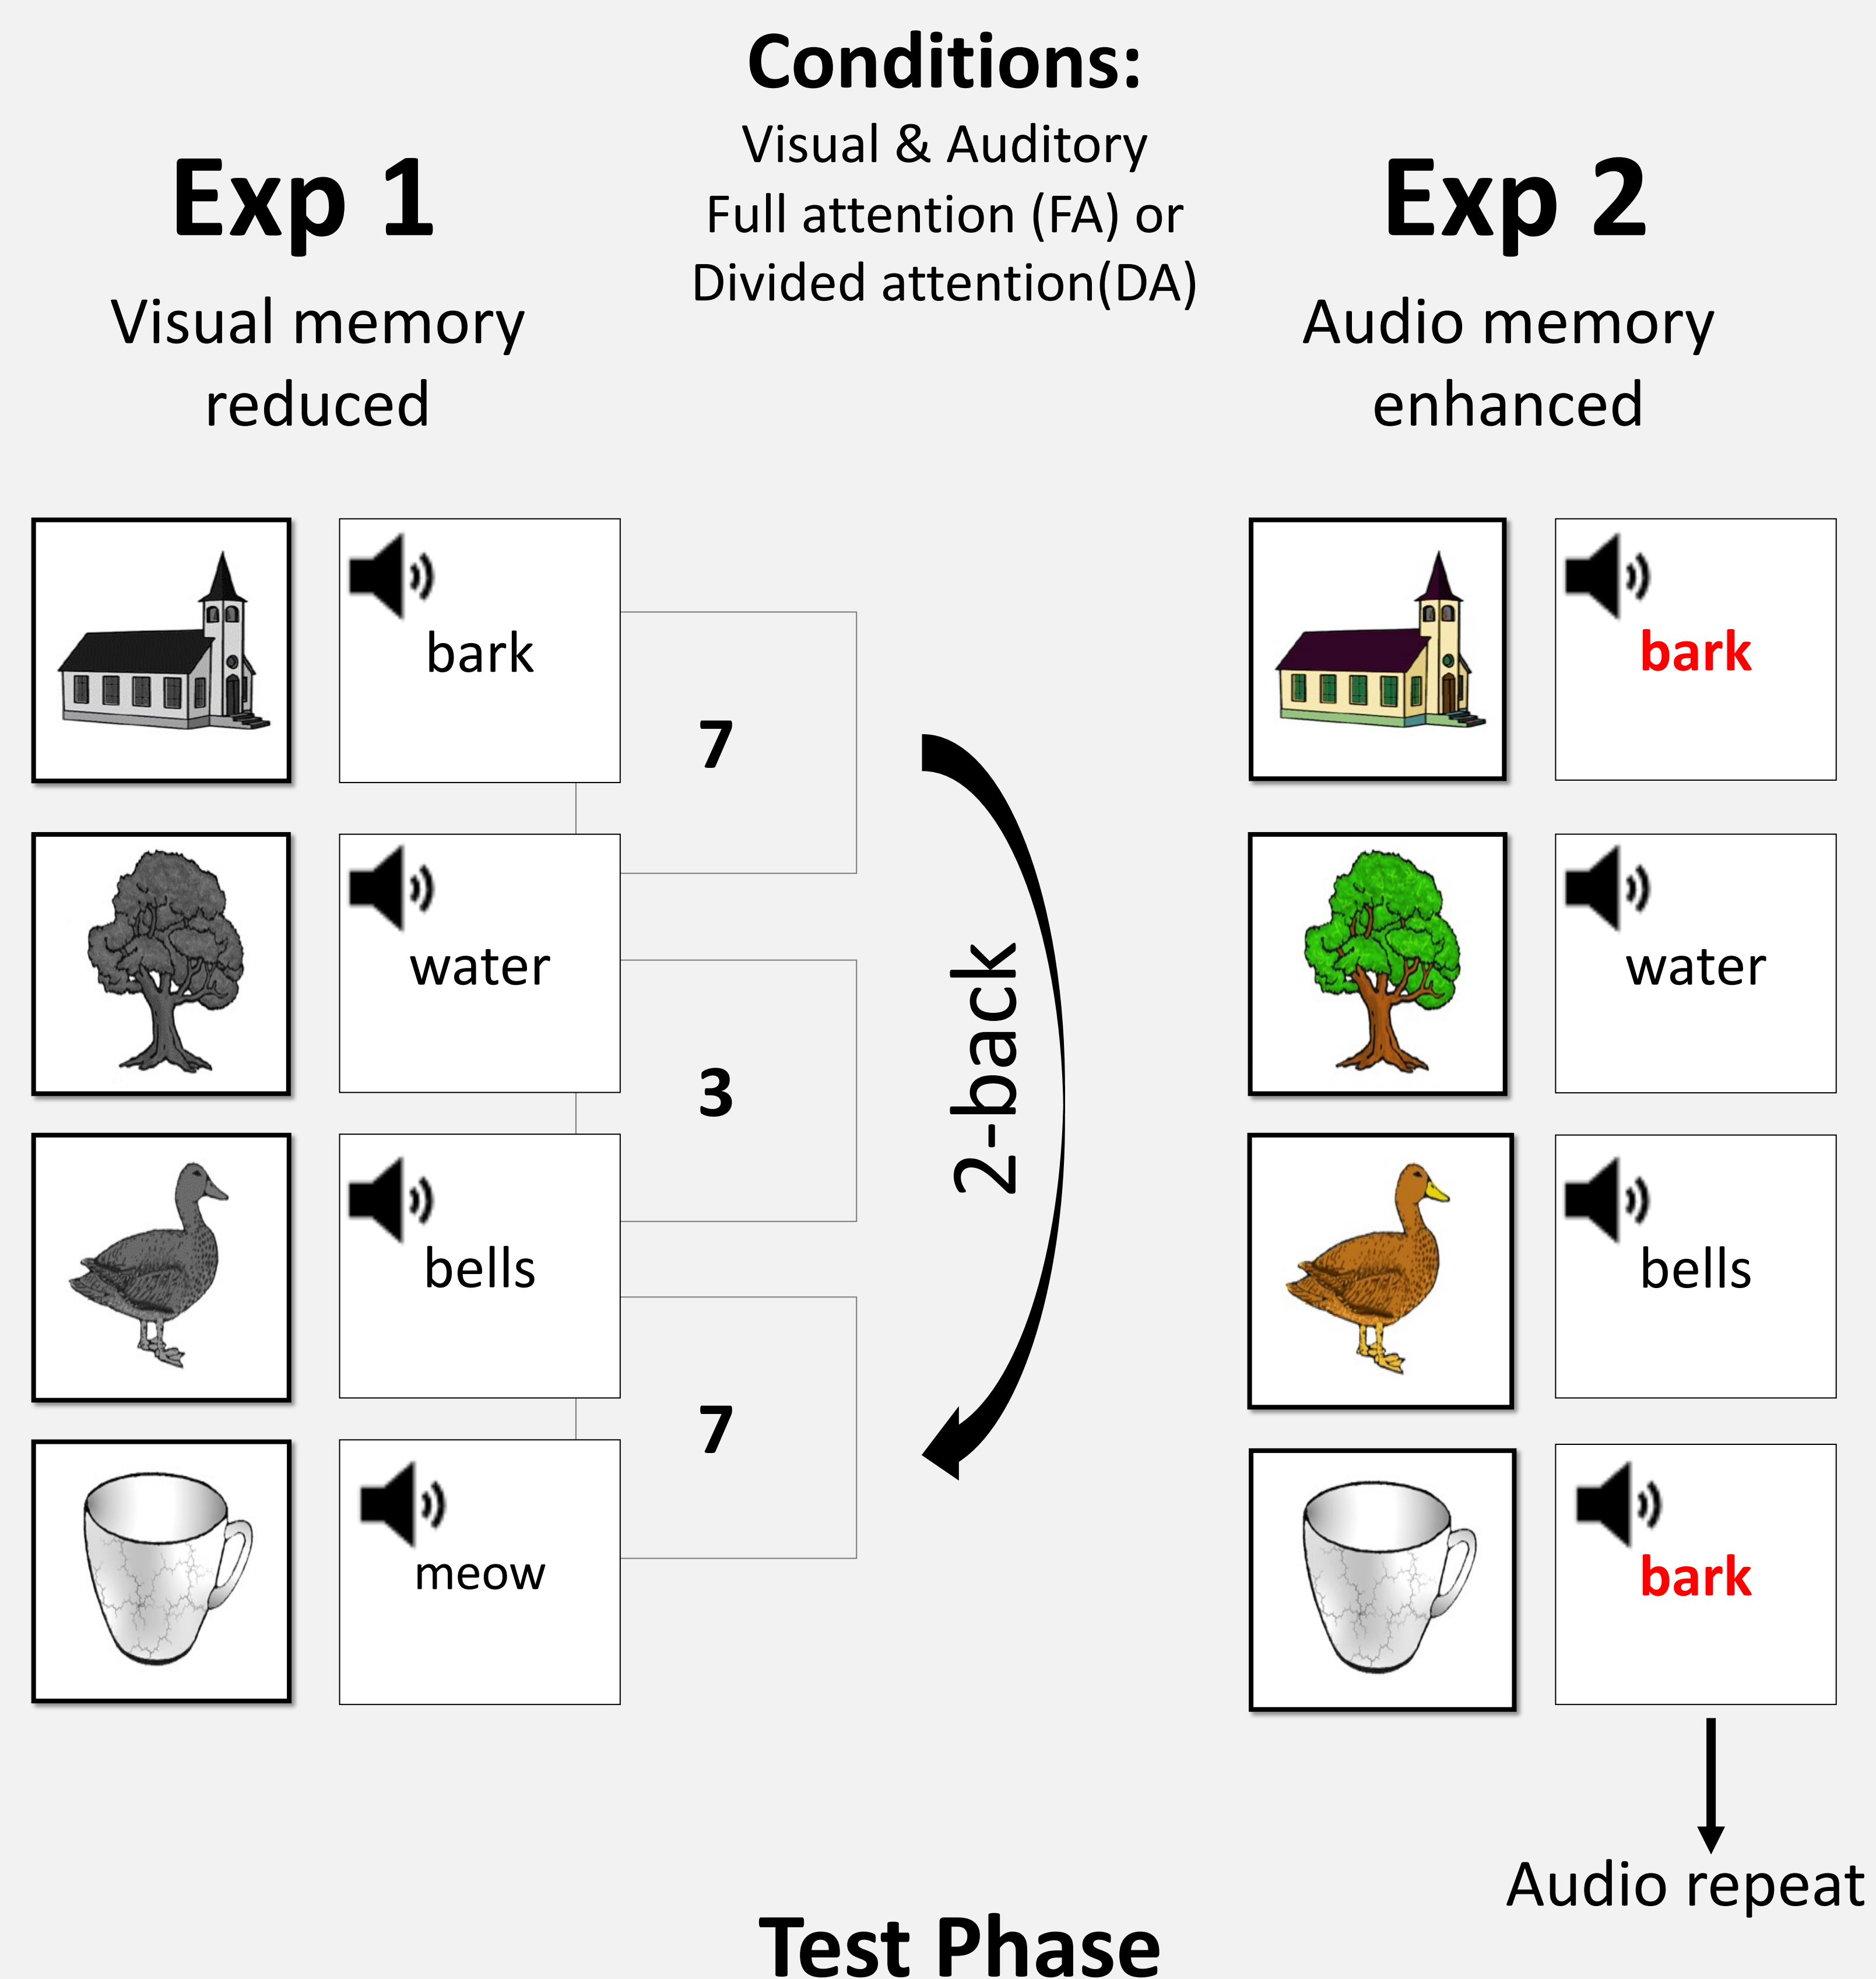 Conditions:
Visual & Auditory
Full attention (FA) or
Divided attention(DA)
Exp 1
Visual memory
reduced
bark
7
water
3
bells
7
meow
2-back
Exp 2
Audio memory
enhanced
bark
water
bells
bark
Audio repeat
Test Phase